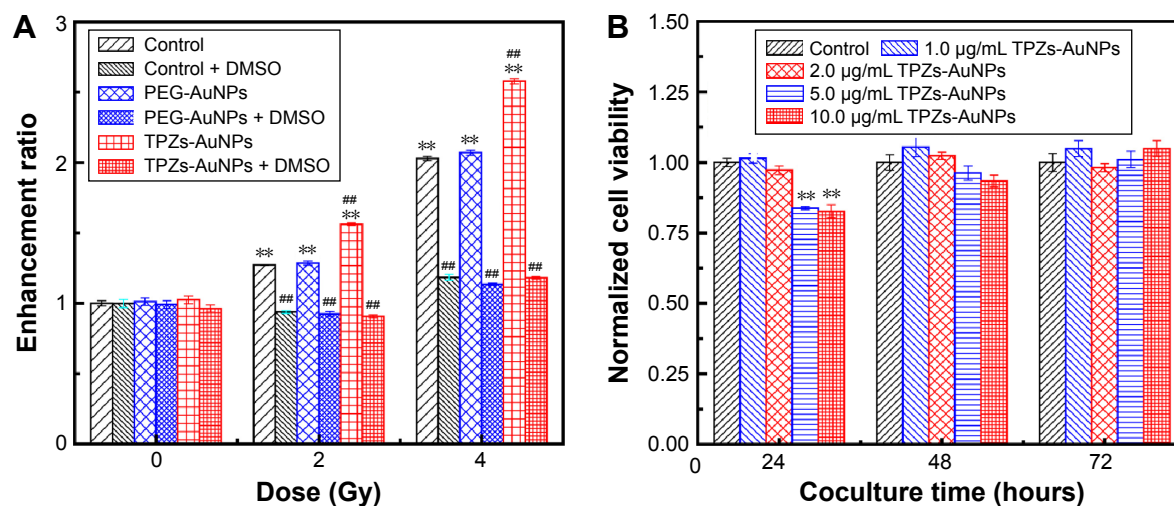 A
Enhancement ratio
3
2
1
0
Control
Control + DMSO
PEG-AuNPs
PEG-AuNPs + DMSO
TPZs-AuNPs
TPZs-AuNPs + DMSO
**
##
**
##
##
**
##
**
##
**
##
##
**
##
0
2
4
Dose (Gy)
B
Normalized cell viability
1.50
1.25
1.00
0.75
0.50
0.25
0.00
Control 1.0 µg/mL TPZs-AuNPs
2.0 µg/mL TPZs-AuNPs
5.0 µg/mL TPZs-AuNPs
10.0 µg/mL TPZs-AuNPs
** **
0 24 48 72
Coculture time (hours)